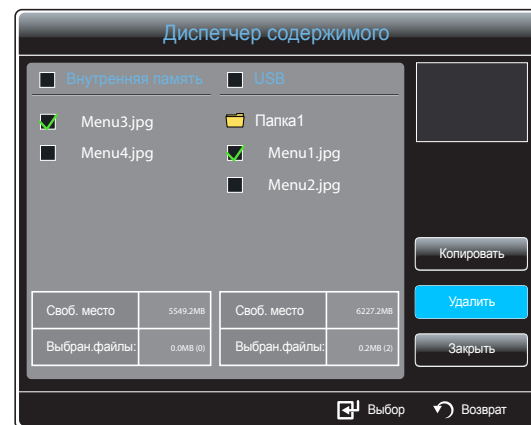 Диспетчер содержимого
Внутренняя память USB
Menu3.jpg Папка1
Menu4.jpg Menu1.jpg
Menu2.jpg
Копировать
Своб. место 5549.2MB Своб. место 6227.2MB Удалить
Выбран.файлы: 0.0MB (0) Выбран.файлы: 0.2MB (2) Закрыть
Выбор Возврат